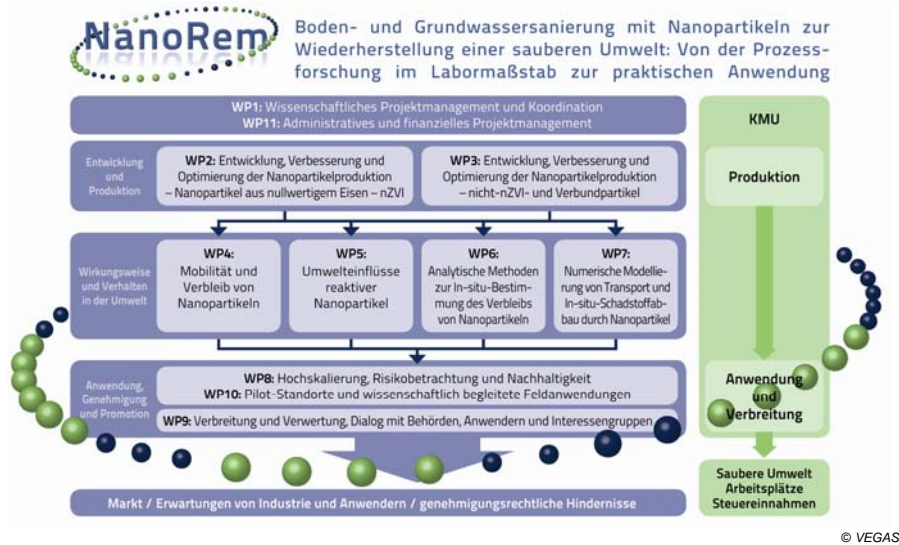 NanoRem
Boden- und Grundwassersanierung mit Nanopartikeln zur
Wiederherstellung einer sauberen Umwelt: Von der Prozess-
forschung im Labormaßstab zur praktischen Anwendung
WP1: Wissenschaftliches Projektmanagement und Koordination
WP11: Administratives und finanzielles Projektmanagement
Entwicklung
und
Produktion
WP2: Entwicklung, Verbesserung und
Optimierung der Nanopartikelproduktion
– Nanopartikel aus nullwertigem Eisen – nZVI
WP3: Entwicklung, Verbesserung und
Optimierung der Nanopartikelproduktion
– nicht-nZVI- und Verbundpartikel
Wirkungsweise
und Verhalten
in der Umwelt
WP4:
Mobilität und
Verbleib von
Nanopartikeln
WP5:
Umwelteinflüsse
reaktiver
Nanopartikel
WP6:
Analytische Methoden
zur In-situ-Bestim-
mung des Verbleibs
von Nanopartikeln
WP7:
Numerische Modellie-
rung von Transport und
In-situ-Schadstoffab-
bau durch Nanopartikel
Anwendung,
Genehmigung
und Promotion
WP8: Hochskalierung, Risikobetrachtung und Nachhaltigkeit
WP10: Pilot-Standorte und wissenschaftlich begleitete Feldanwendungen
WP9: Verbreitung und Verwertung, Dialog mit Behörden, Anwendern und Interessengruppen
Markt / Erwartungen von Industrie und Anwendern / genehmigungsrechtliche Hindernisse
KMU
Produktion
Anwendung
und
Verbreitung
Saubere Umwelt
Arbeitsplätze
Steuereinnahmen
© VEGAS